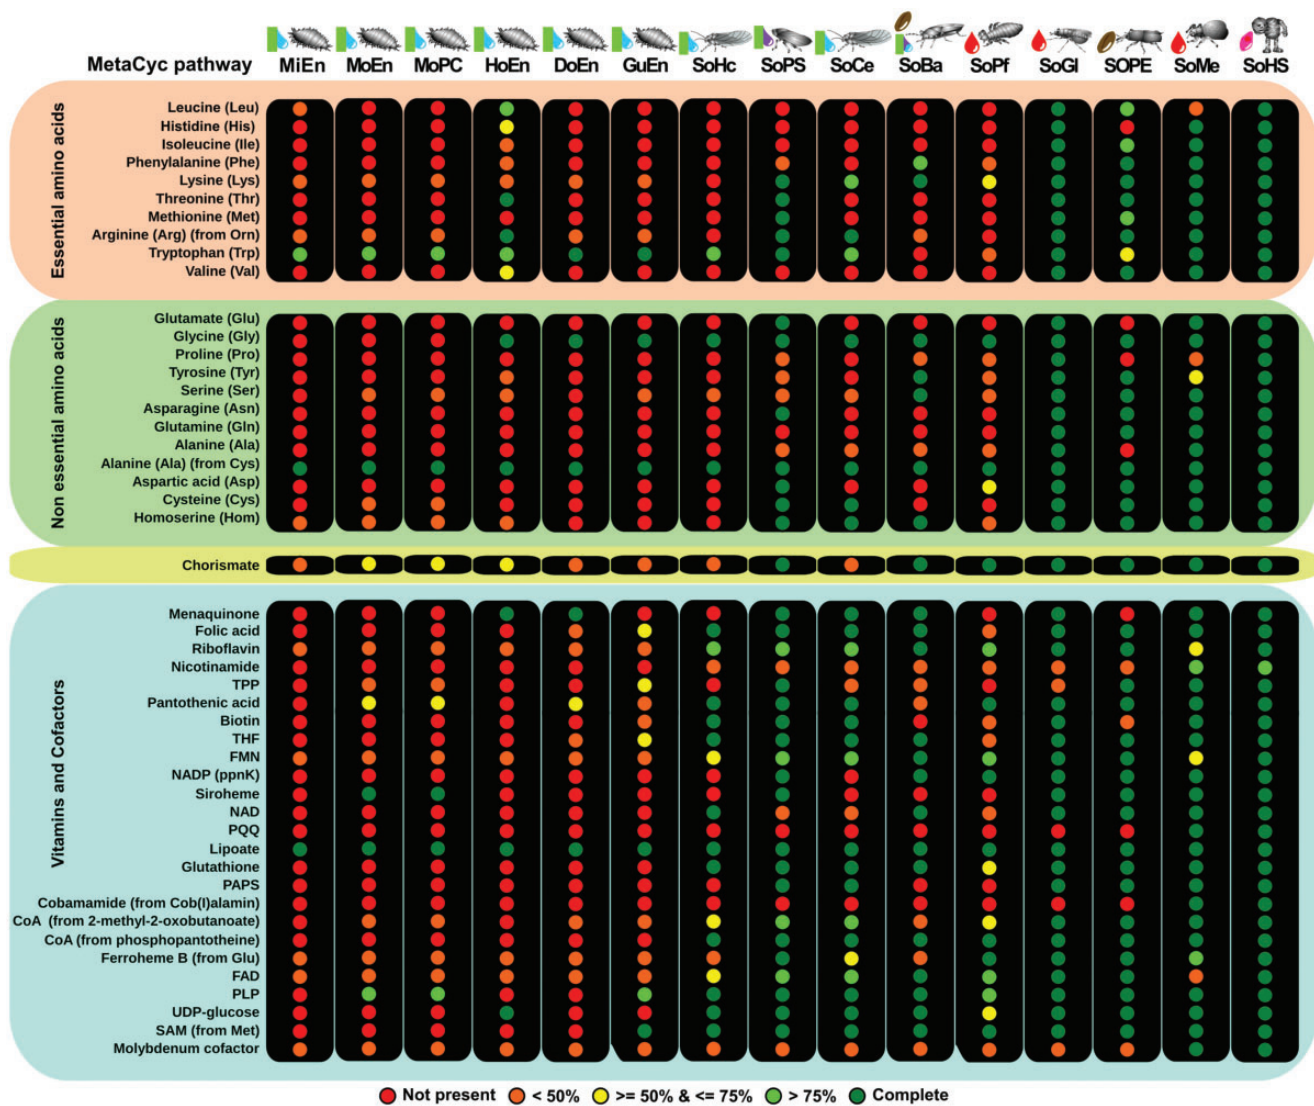 MetaCyc pathway
MiEn MoEn MoPC HoEn DoEn GuEn SoHc SoPS SoCe SoBa SoPf SoGl SOPE SoMe SoHS
Essential amino acids
Leucine (Leu)
Histidine (His)
Isoleucine (Ile)
Phenylalanine (Phe)
Lysine (Lys)
Threonine (Thr)
Methionine (Met)
Arginine (Arg) (from Orn)
Tryptophan (Trp)
Valine (Val)
Non essential amino acids
Glutamate (Glu)
Glycine (Gly)
Proline (Pro)
Tyrosine (Tyr)
Serine (Ser)
Asparagine (Asn)
Glutamine (Gln)
Alanine (Ala)
Alanine (Ala) (from Cys)
Aspartic acid (Asp)
Cysteine (Cys)
Homoserine (Hom)
Chorismate
Vitamins and Cofactors
Menaquinone
Folic acid
Riboflavin
Nicotinamide
TPP
Pantothenic acid
Biotin
THF
FMN
NADP (ppnK)
Siroheme
NAD
PQQ
Lipoate
Glutathione
PAPS
Cobamamide (from Cob(I)alamin)
CoA (from 2-methyl-2-oxobutanoate)
CoA (from phosphopantotheine)
Ferroheme B (from Glu)
FAD
PLP
UDP-glucose
SAM (from Met)
Molybdenum cofactor
Not present < 50% >= 50% & <= 75% > 75% Complete